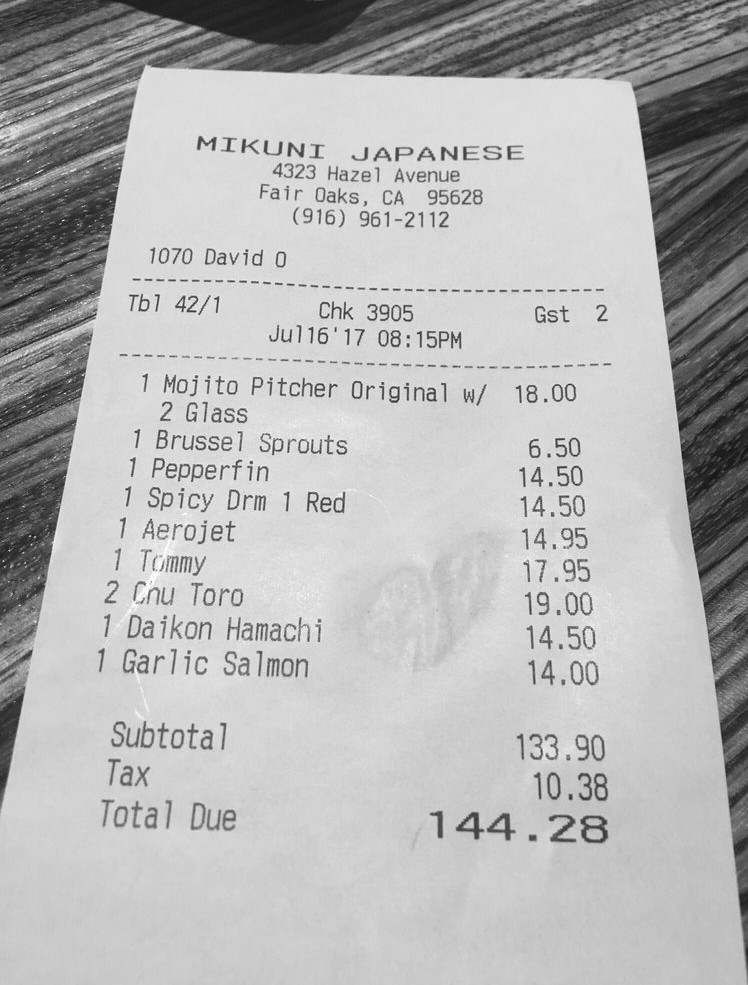 MIKUNI JAPANESE
4323 Hazel Avenue
Fair Oaks, CA 95628
(916) 961-2112
1070 David O
Tbl 42/1 Chk 3905 Gst 2
Jul16'17 08:15PM
1 Mojito Pitcher Original w/ 18.00
2 Glass
1 Brussel Sprouts 6.50
1 Pepperfin 14.50
1 Spicy Drm 1 Red 14.50
1 Aerojet 14.95
1 Tommy 17.95
2 Chu Toro 19.00
1 Daikon Hamachi 14.50
1 Garlic Salmon 14.00
Subtotal 133.90
Tax 10.38
Total Due 144.28